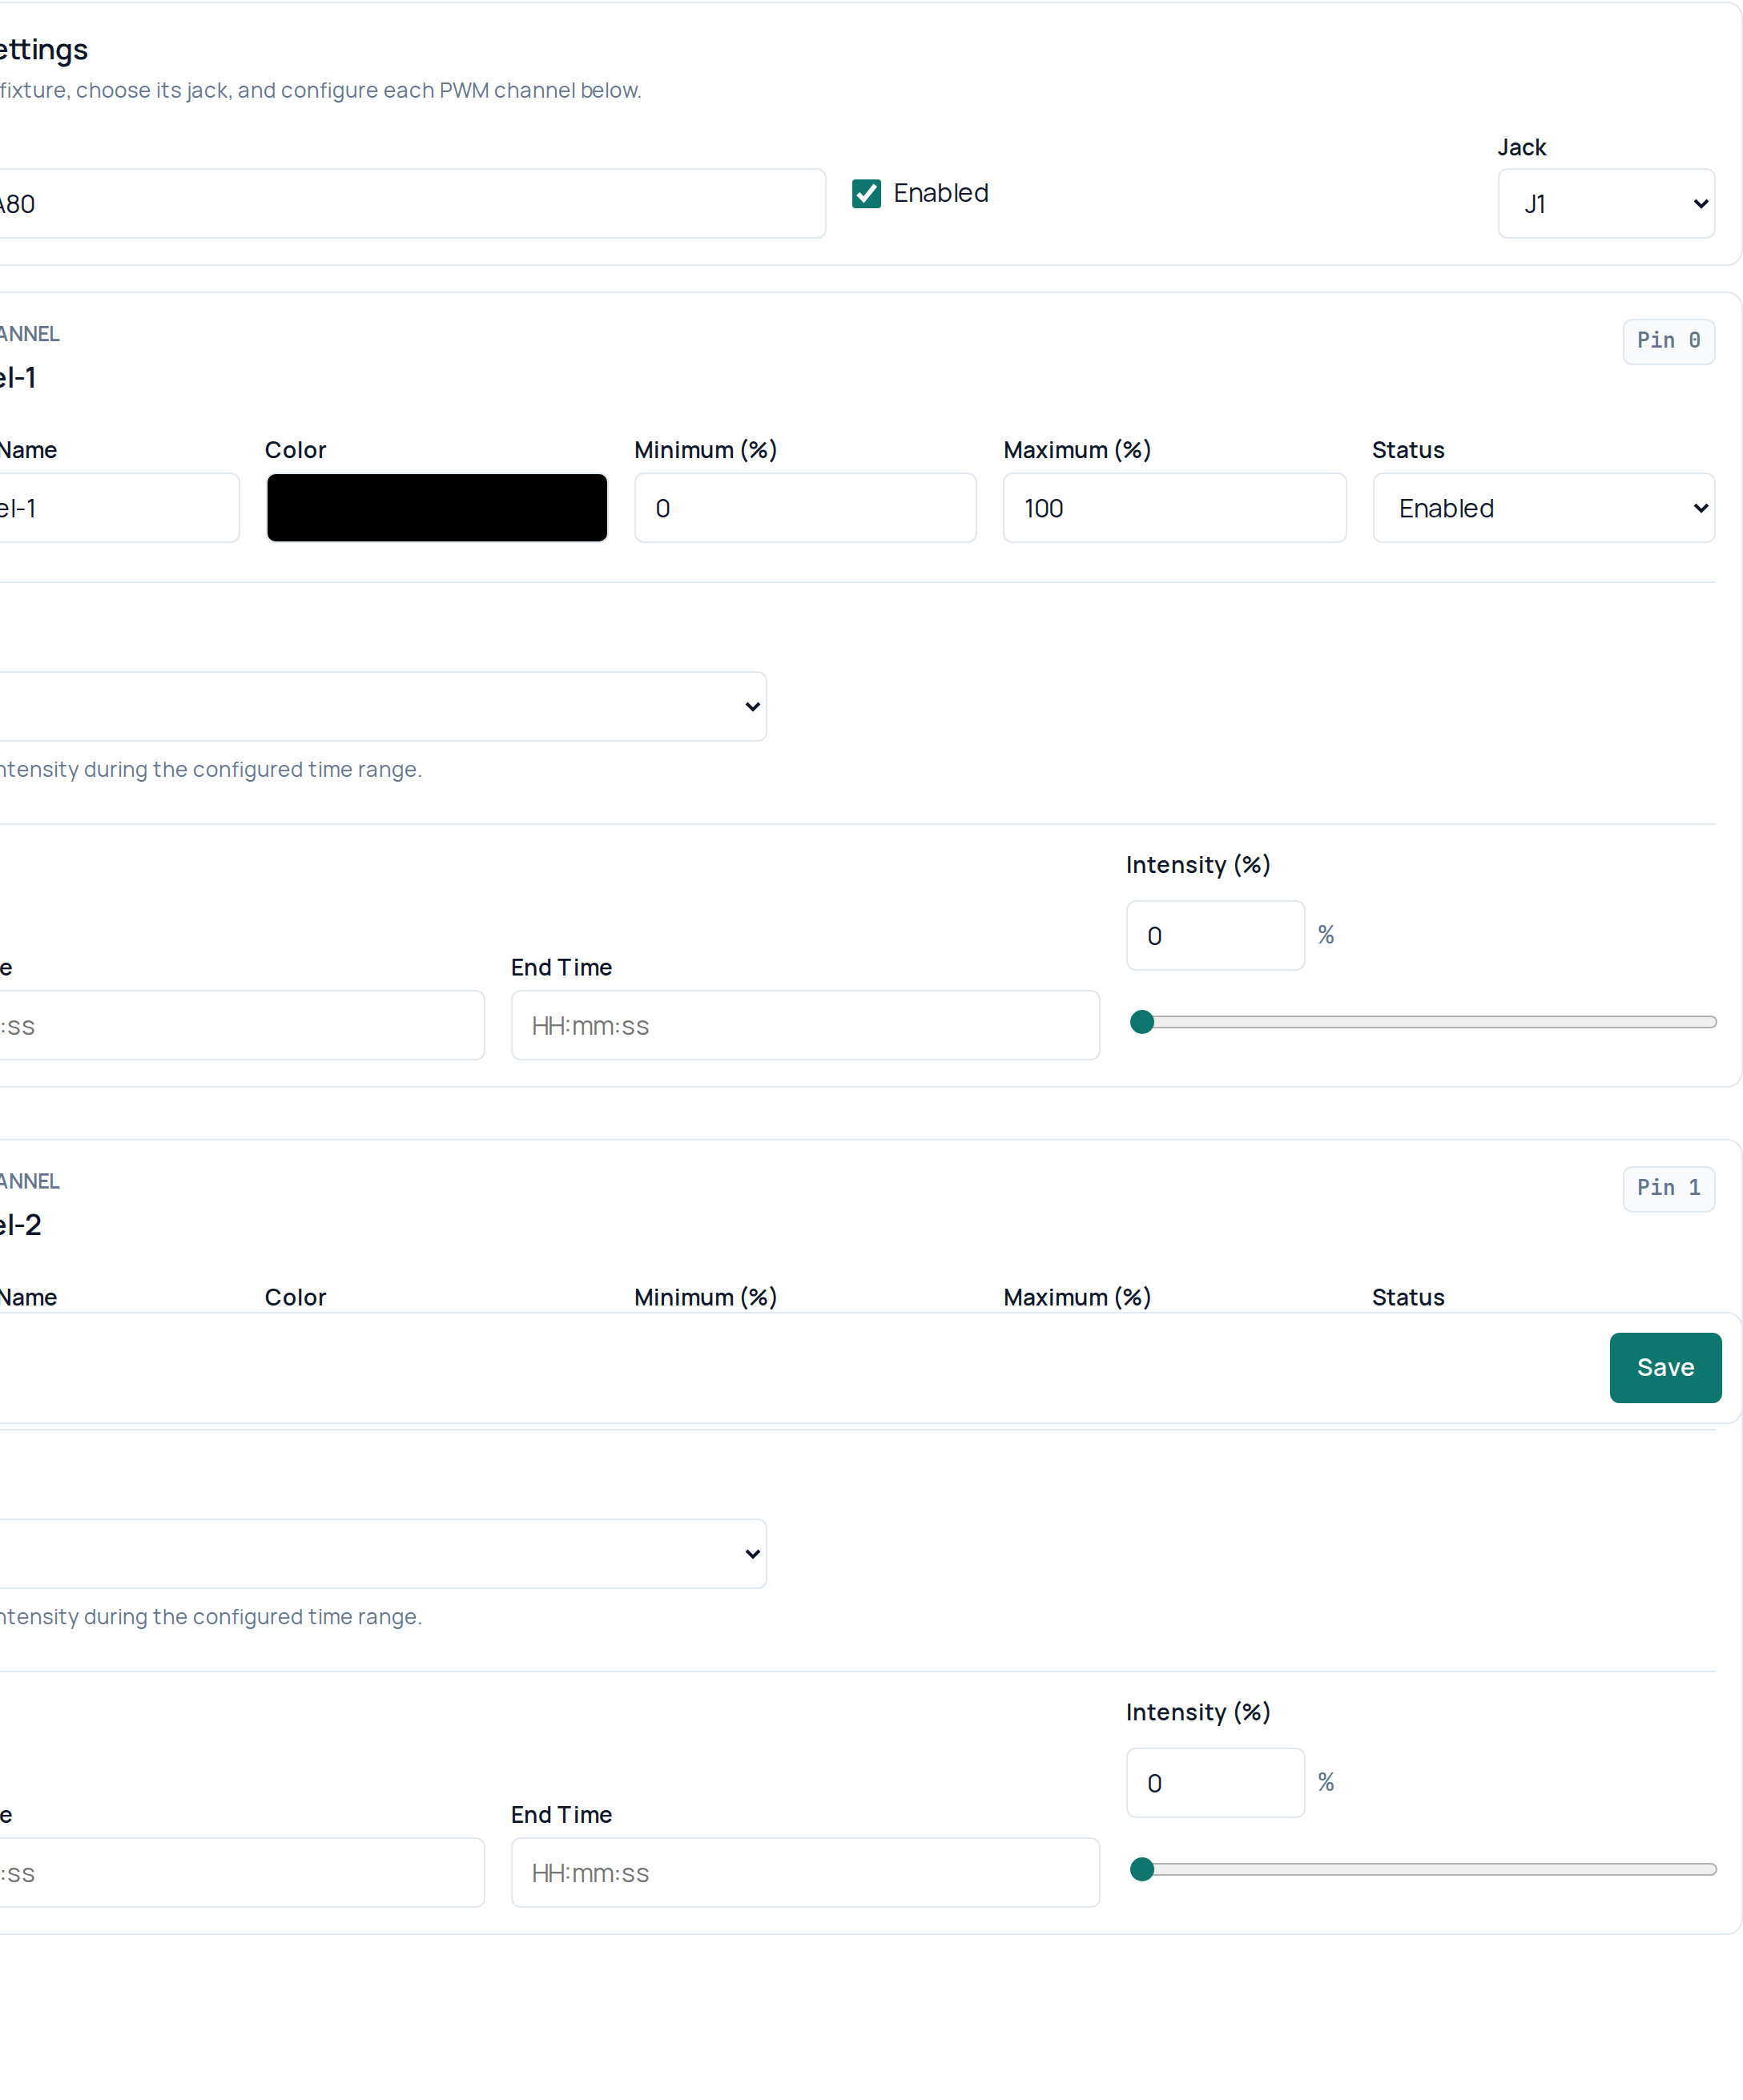 ettings
fixture, choose its jack, and configure each PWM channel below.
Jack
A80
Enabled
J1
ANNEL
Pin 0
el-1
Name
Color
Minimum (%)
Maximum (%)
Status
el-1
0
100
Enabled
ntensity during the configured time range.
Intensity (%)
0
%
e
End Time
:ss
HH:mm:ss
ANNEL
Pin 1
el-2
Name
Color
Minimum (%)
Maximum (%)
Status
Save
ntensity during the configured time range.
Intensity (%)
0
%
e
End Time
:ss
HH:mm:ss